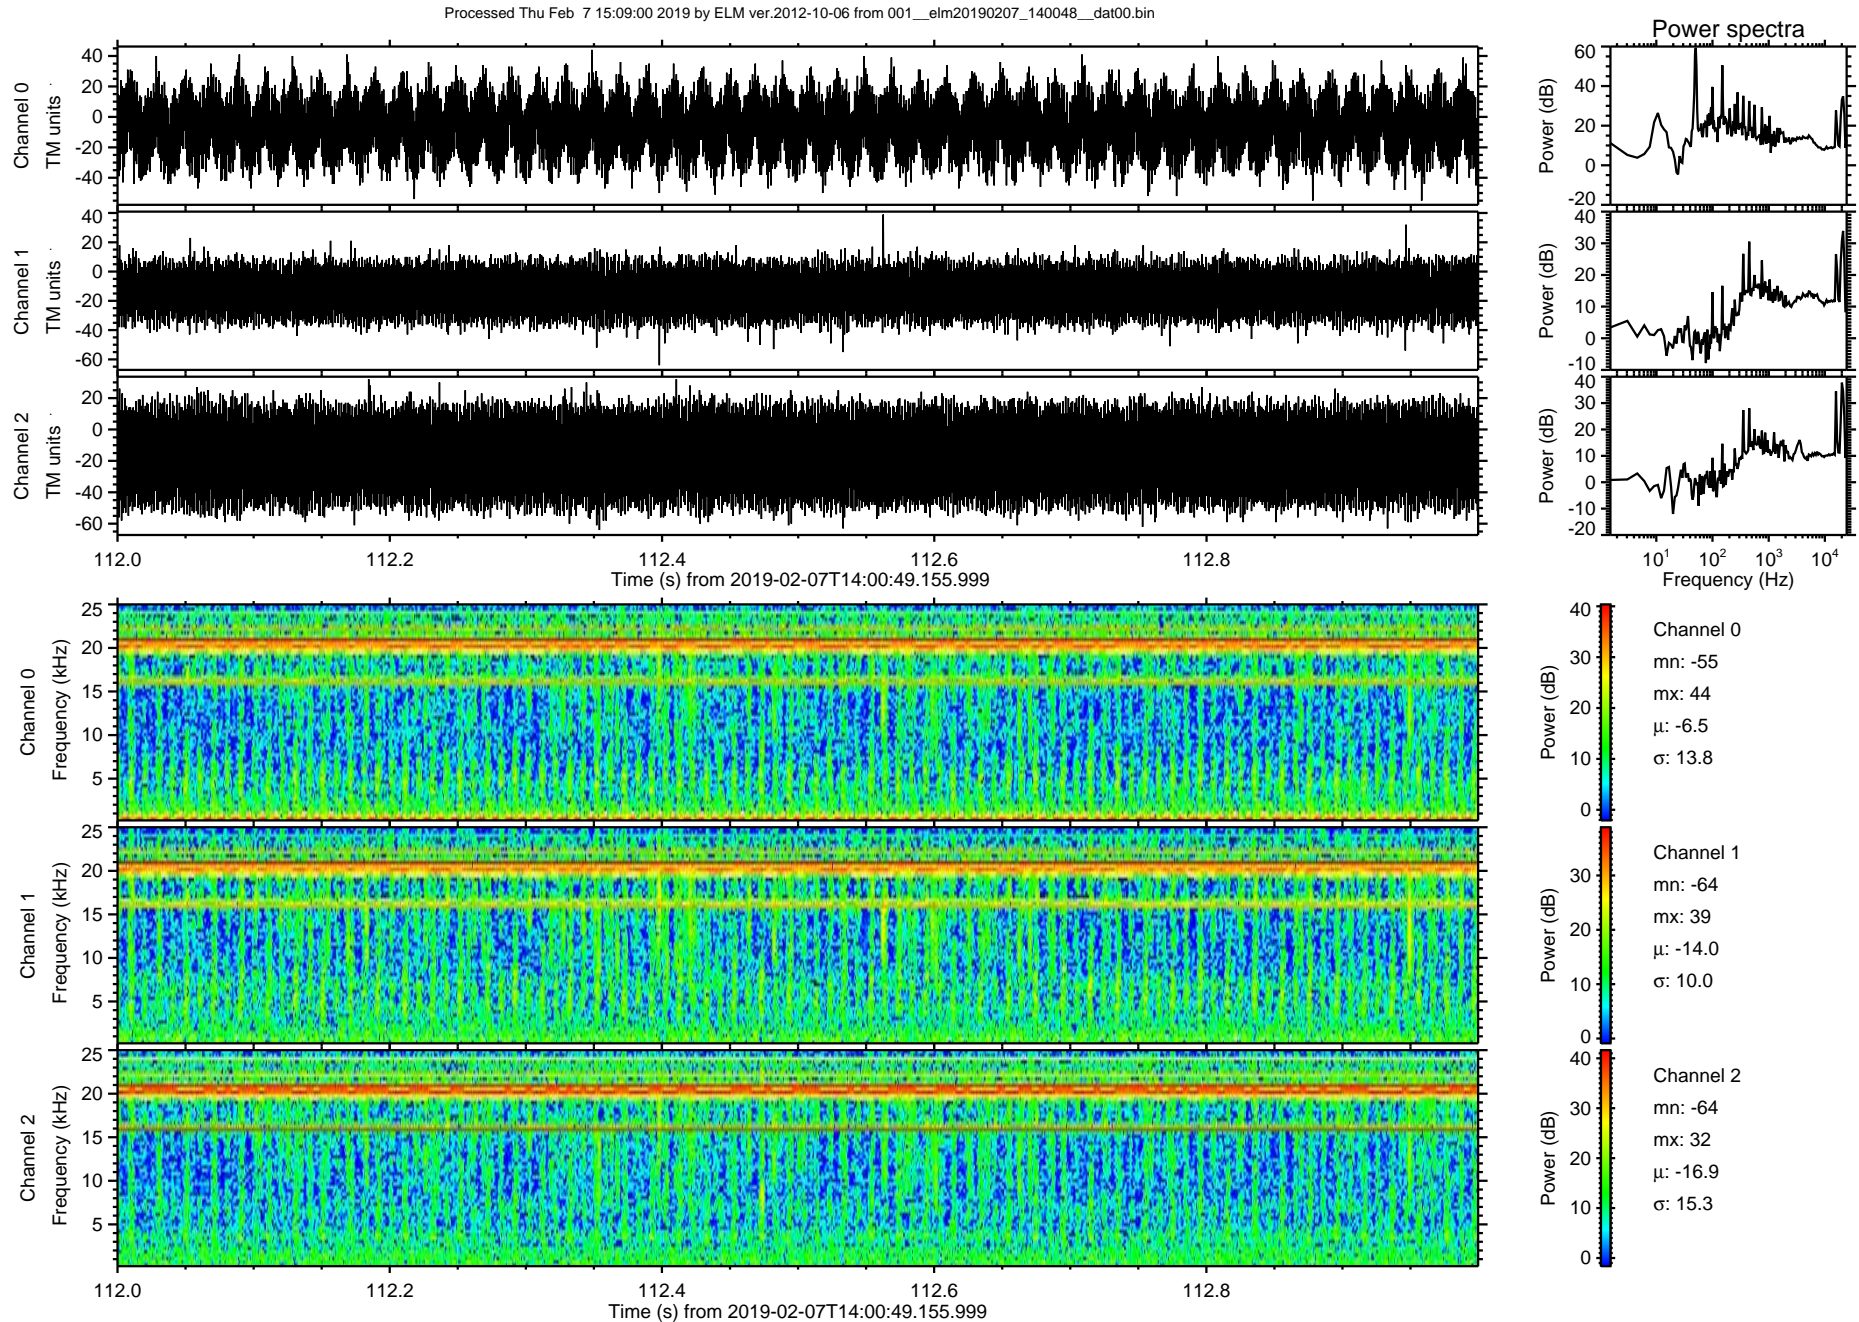 Processed Thu Feb  7 15:09:00 2019 by ELM ver.2012-10-06 from 001__elm20190207_140048__dat00.bin
Power spectra
Channel 0
TM units
40
20
0
-20
-40
Power (dB)
60
40
20
0
-20
Channel 1
TM units
40
20
0
-20
-40
-60
Power (dB)
40
30
20
10
0
-10
Channel 2
TM units
20
0
-20
-40
-60
Power (dB)
40
30
20
10
0
-10
-20
112.0 112.2 112.4 112.6 112.8
Time (s) from 2019-02-07T14:00:49.155.999
10^1 10^2 10^3 10^4
Frequency (Hz)
Channel 0
Frequency (kHz)
25
20
15
10
5
Power (dB)
40
30
20
10
0
Channel 0
mn: -55
mx: 44
μ: -6.5
σ: 13.8
Channel 1
Frequency (kHz)
25
20
15
10
5
Power (dB)
30
20
10
0
Channel 1
mn: -64
mx: 39
μ: -14.0
σ: 10.0
Channel 2
Frequency (kHz)
25
20
15
10
5
Power (dB)
40
30
20
10
0
Channel 2
mn: -64
mx: 32
μ: -16.9
σ: 15.3
112.0 112.2 112.4 112.6 112.8
Time (s) from 2019-02-07T14:00:49.155.999